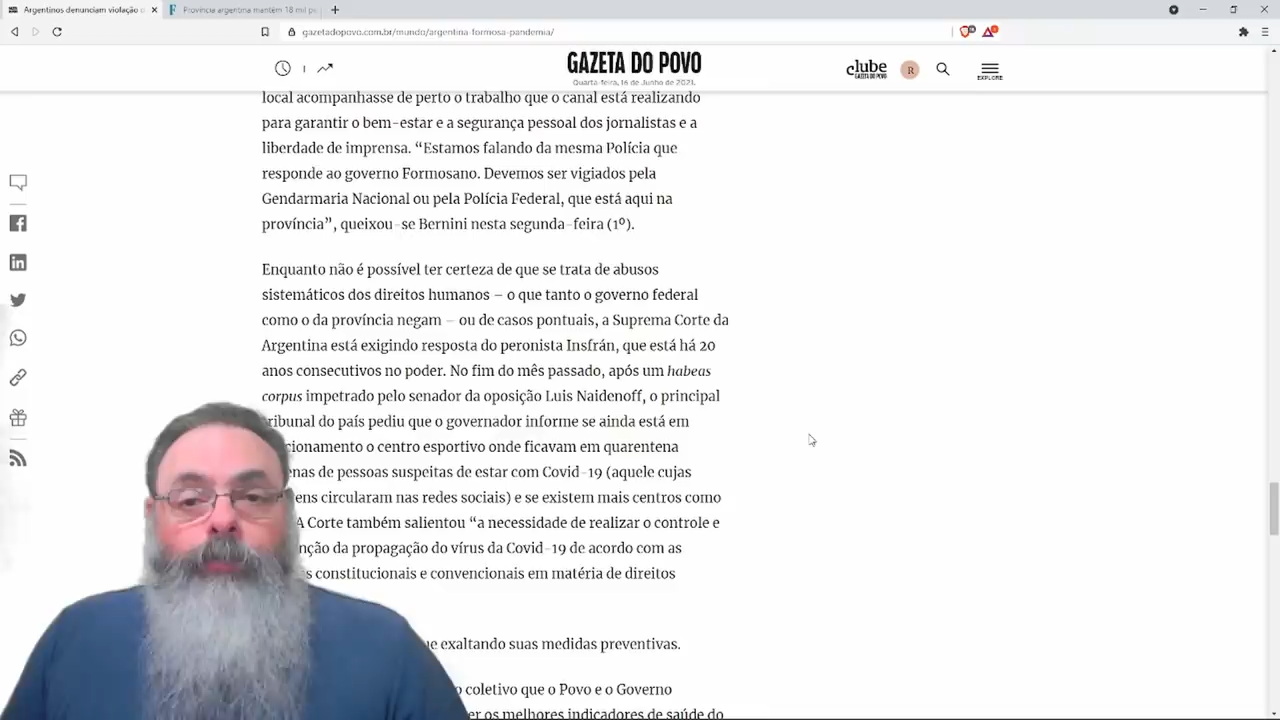 Argentinos denunciam violação
Província argentina mantém 18 mil
gazetadopovo.com.br/mundo/argentina-formosa-pandemia/
GAZETA DO POVO
Quarta-feira, 16 de Junho de 2021.
clube
GAZETA DO POVO
R
EXPLORE
local acompanhasse de perto o trabalho que o canal está realizando
para garantir o bem-estar e a segurança pessoal dos jornalistas e a
liberdade de imprensa. “Estamos falando da mesma Polícia que
responde ao governo Formosano. Devemos ser vigiados pela
Gendarmaria Nacional ou pela Polícia Federal, que está aqui na
província”, queixou-se Bernini nesta segunda-feira (1º).
Enquanto não é possível ter certeza de que se trata de abusos
sistemáticos dos direitos humanos – o que tanto o governo federal
como o da província negam – ou de casos pontuais, a Suprema Corte da
Argentina está exigindo resposta do peronista Insfrán, que está há 20
anos consecutivos no poder. No fim do mês passado, após um habeas
corpus impetrado pelo senador da oposição Luis Naidenoff, o principal
tribunal do país pediu que o governador informe se ainda está em
cionamento o centro esportivo onde ficavam em quarentena
enas de pessoas suspeitas de estar com Covid-19 (aquele cujas
ens circularam nas redes sociais) e se existem mais centros como
A Corte também salientou “a necessidade de realizar o controle e
nção da propagação do vírus da Covid-19 de acordo com as
s constitucionais e convencionais em matéria de direitos
ue exaltando suas medidas preventivas.
o coletivo que o Povo e o Governo
er os melhores indicadores de saúde do